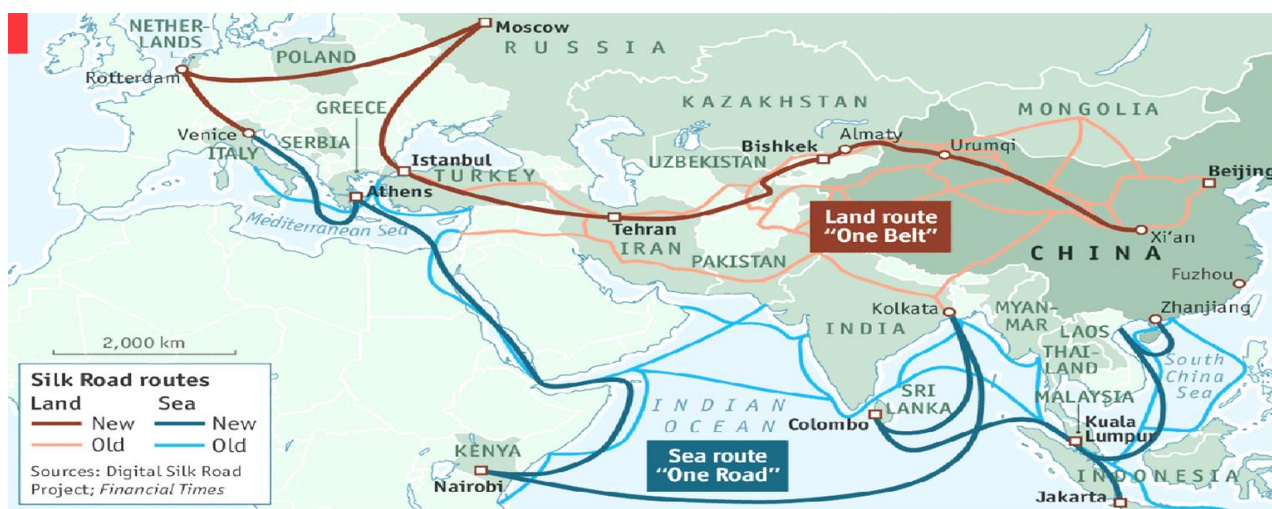 NETHER-
LANDS
Moscow
RUSSIA
POLAND
Rotterdam
GREECE
KAZAKHSTAN
MONGOLIA
Venice
ITALY
SERBIA
Almaty
Urumqi
Bishkek
UZBEKISTAN
Istanbul
TURKEY
Beijing
Athens
Mediterranean Sea
Tehran
IRAN
Land route
"One Belt"
Xi'an
CHINA
PAKISTAN
Fuzhou
Kolkata
Zhanjiang
INDIA
MYAN-
MAR
LAOS
THAI-
LAND
South
China
Sea
2,000 km
SRI
LANKA
MALAYSIA
INDIAN
OCEAN
Colombo
Kuala
Lumpur
KENYA
Nairobi
Sea route
"One Road"
INDONESIA
Jakarta
Silk Road routes
Land Sea
New New
Old Old
Sources: Digital Silk Road
Project; Financial Times